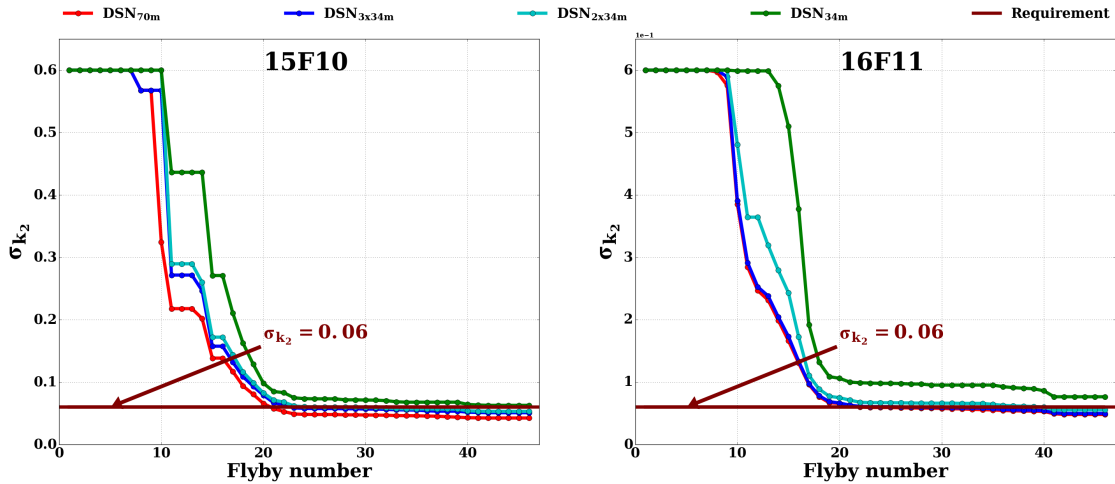 DSN70m DSN3x34m DSN2x34m DSN34m Requirement
15F10
σk2
0.6
0.5
0.4
0.3
0.2
0.1
0.0
σk2 = 0.06
0 10 20 30 40
Flyby number
1e−1
16F11
σk2
6
5
4
3
2
1
0.0
σk2 = 0.06
0 10 20 30 40
Flyby number